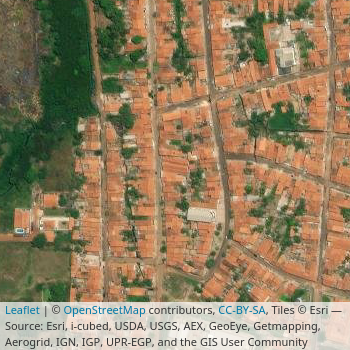 Leaflet | © OpenStreetMap contributors, CC-BY-SA, Tiles © Esri —
Source: Esri, i-cubed, USDA, USGS, AEX, GeoEye, Getmapping,
Aerogrid, IGN, IGP, UPR-EGP, and the GIS User Community